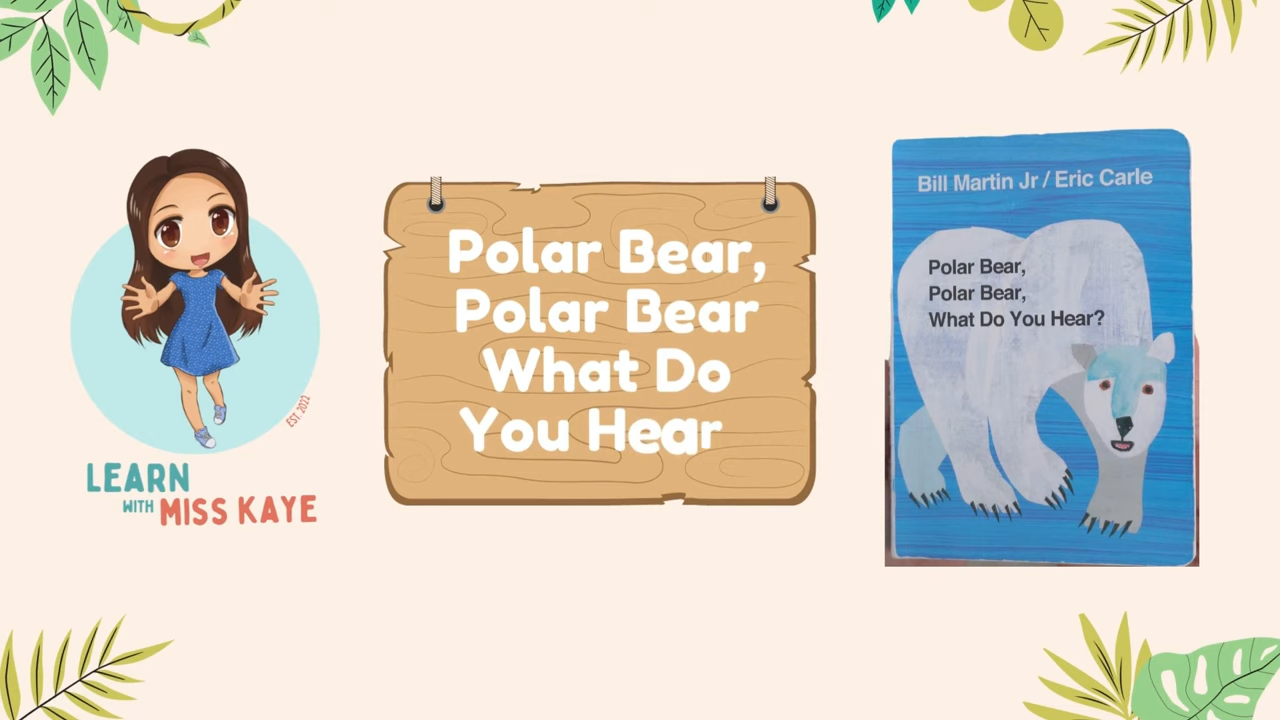 EST. 2022
LEARN
WITH MISS KAYE
Polar Bear,
Polar Bear
What Do
You Hear
Bill Martin Jr / Eric Carle
Polar Bear,
Polar Bear,
What Do You Hear?